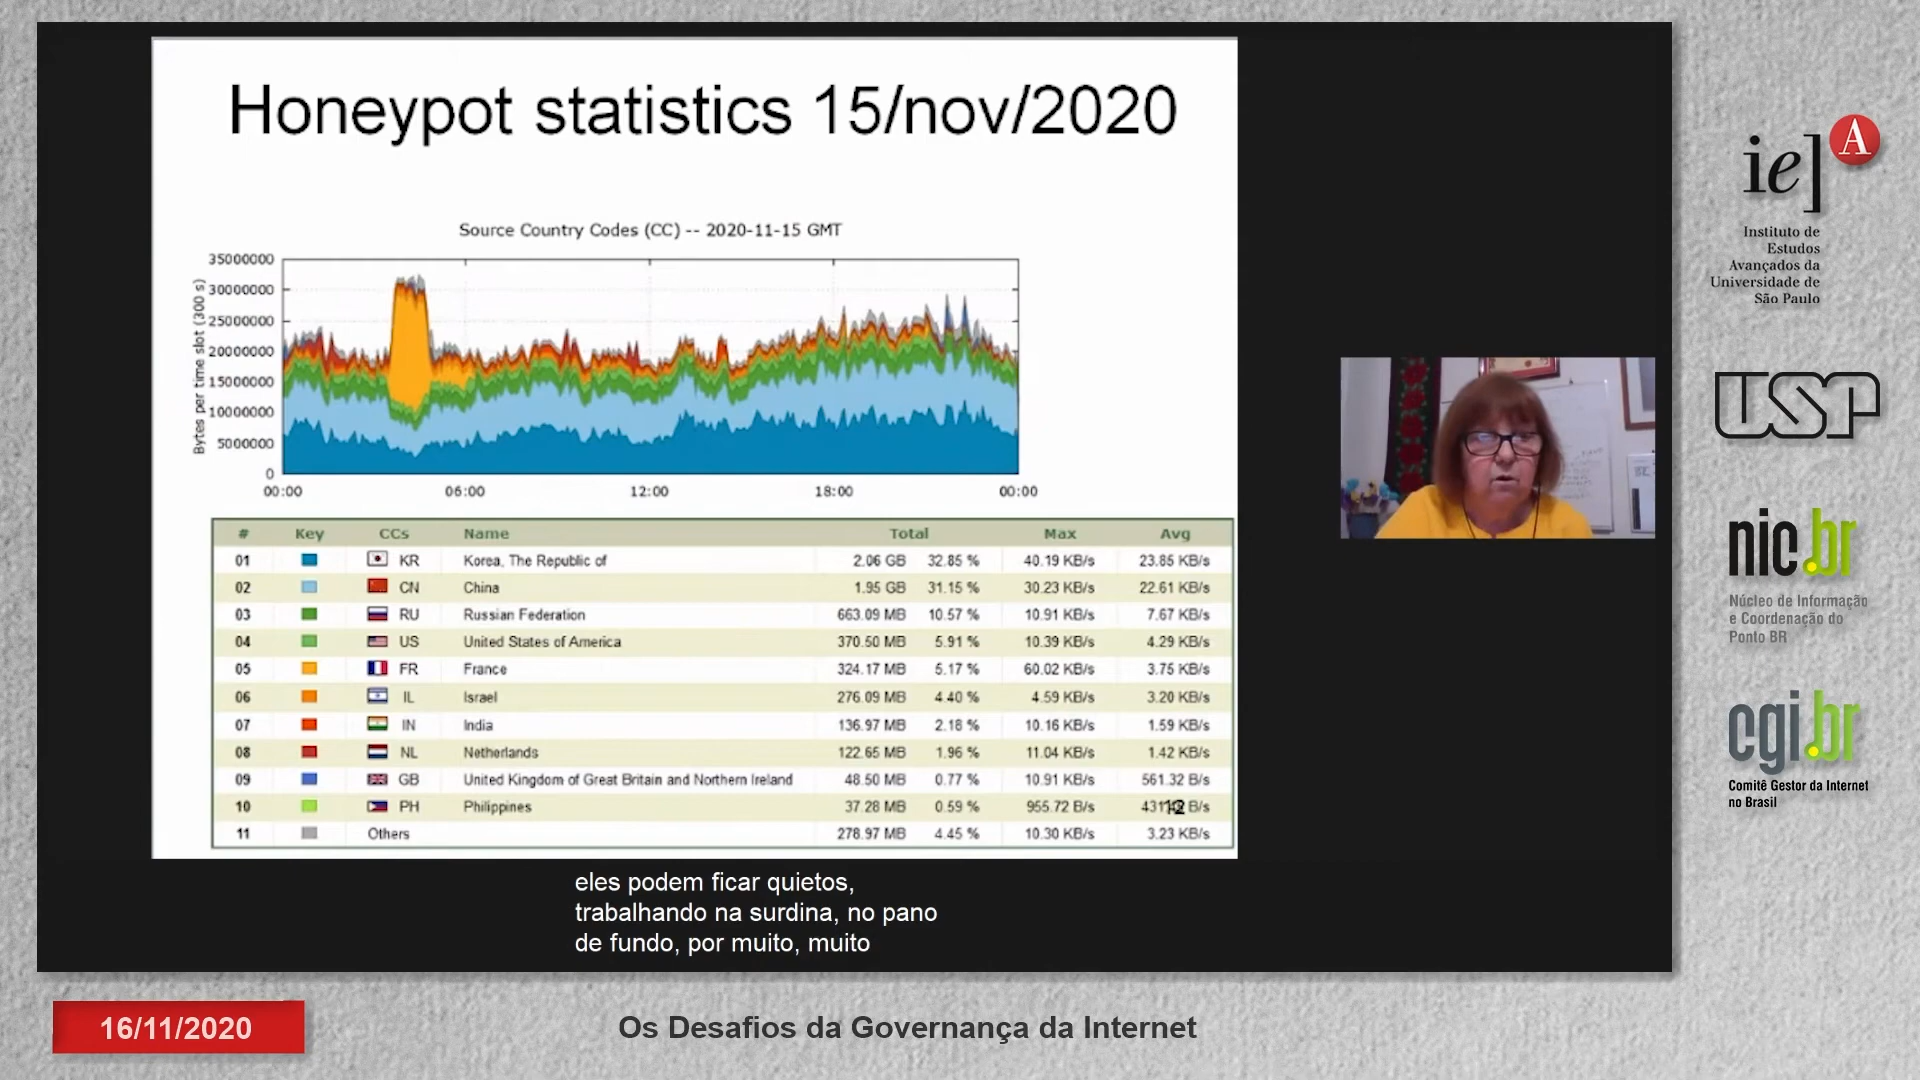 Honeypot statistics 15/nov/2020
Source Country Codes (CC) -- 2020-11-15 GMT
Bytes per time slot (300 s)
35000000
30000000
25000000
20000000
15000000
10000000
5000000
0
00:00 06:00 12:00 18:00 00:00
# Key CCs Name Total Max Avg
01 KR Korea, The Republic of 2.06 GB 32.85 % 40.19 KB/s 23.85 KB/s
02 CN China 1.95 GB 31.15 % 30.23 KB/s 22.61 KB/s
03 RU Russian Federation 663.09 MB 10.57 % 10.91 KB/s 7.67 KB/s
04 US United States of America 370.50 MB 5.91 % 10.39 KB/s 4.29 KB/s
05 FR France 324.17 MB 5.17 % 60.02 KB/s 3.75 KB/s
06 IL Israel 276.09 MB 4.40 % 4.59 KB/s 3.20 KB/s
07 IN India 136.97 MB 2.18 % 10.16 KB/s 1.59 KB/s
08 NL Netherlands 122.65 MB 1.96 % 11.04 KB/s 1.42 KB/s
09 GB United Kingdom of Great Britain and Northern Ireland 48.50 MB 0.77 % 10.91 KB/s 561.32 B/s
10 PH Philippines 37.28 MB 0.59 % 955.72 B/s B/s
12
11 Others 278.97 MB 4.45 % 10.30 KB/s 3.23 KB/s
eles podem ficar quietos,
trabalhando na surdina, no pano
de fundo, por muito, muito
16/11/2020
Os Desafios da Governança da Internet
ie] A
Instituto de
Estudos
Avançados da
Universidade de
São Paulo
USP
nic.br
Núcleo de Informação
e Coordenação do
Ponto BR
cgi.br
Comitê Gestor da Internet
no Brasil